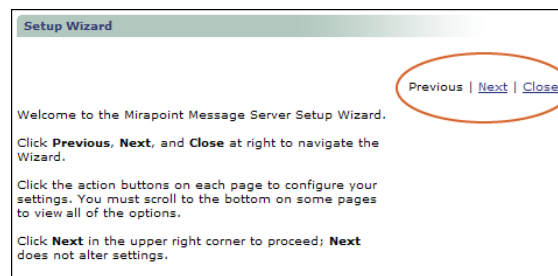 Setup Wizard
Previous | Next | Close
Welcome to the Mirapoint Message Server Setup Wizard.
Click Previous, Next, and Close at right to navigate the
Wizard.
Click the action buttons on each page to configure your
settings. You must scroll to the bottom on some pages
to view all of the options.
Click Next in the upper right corner to proceed; Next
does not alter settings.